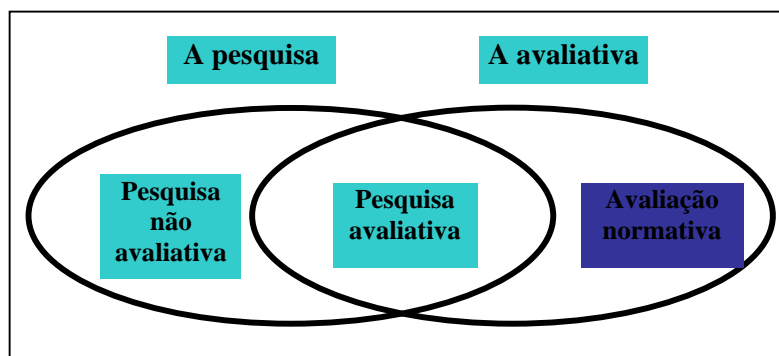 A pesquisa
A avaliativa
Pesquisa
não
avaliativa
Pesquisa
avaliativa
Avaliação
normativa